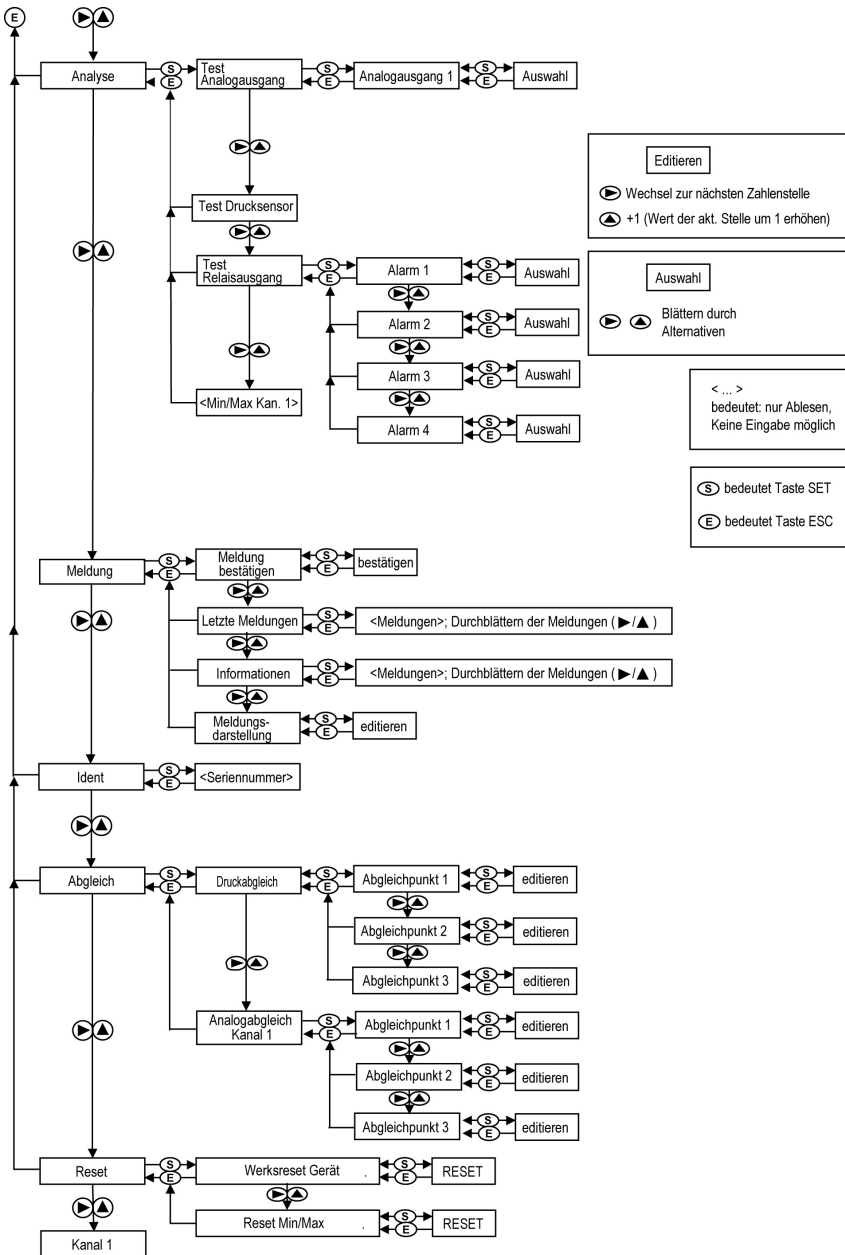 E
Analyse
S
E
Test
Analogausgang
S
E
Analogausgang 1
S
E
Auswahl
Test Drucksensor
Test
Relaisausgang
S
E
Alarm 1
S
E
Auswahl
Alarm 2
S
E
Auswahl
Alarm 3
S
E
Auswahl
<Min/Max Kan. 1>
Alarm 4
S
E
Auswahl
Editieren
Wechsel zur nächsten Zahlenstelle
+1 (Wert der akt. Stelle um 1 erhöhen)
Auswahl
Blättern durch
Alternativen
< ... >
bedeutet: nur Ablesen,
Keine Eingabe möglich
S bedeutet Taste SET
E bedeutet Taste ESC
Meldung
S
E
Meldung
bestätigen
S
E
bestätigen
Letzte Meldungen
S
E
<Meldungen>; Durchblättern der Meldungen (▶/▲ )
Informationen
S
E
<Meldungen>; Durchblättern der Meldungen (▶/▲ )
Meldungs-
darstellung
S
E
editieren
Ident
S
E
<Seriennummer>
Abgleich
S
E
Druckabgleich
S
E
Abgleichpunkt 1
S
E
editieren
Abgleichpunkt 2
S
E
editieren
Abgleichpunkt 3
S
E
editieren
Analogabgleich
Kanal 1
S
E
Abgleichpunkt 1
S
E
editieren
Abgleichpunkt 2
S
E
editieren
Abgleichpunkt 3
S
E
editieren
Reset
S
E
Werksreset Gerät .
S
E
RESET
Reset Min/Max .
S
E
RESET
Kanal 1